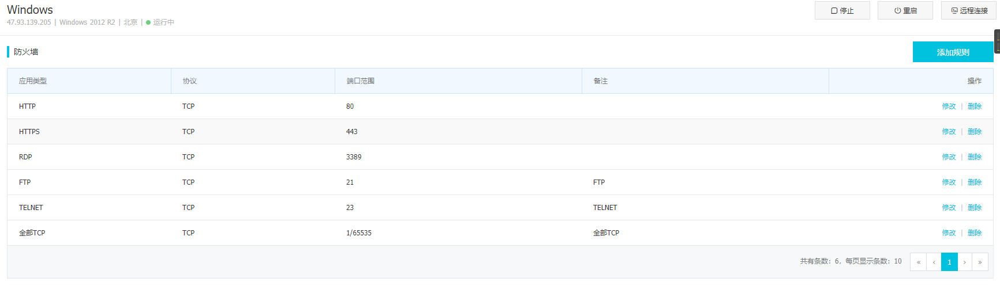 Windows
停止
重启
远程连接
47.93.139.205 | Windows 2012 R2 | 北京 | 运行中
防火墙
添加规则
应用类型 协议 端口范围 备注 操作
HTTP TCP 80 修改 | 删除
HTTPS TCP 443 修改 | 删除
RDP TCP 3389 修改 | 删除
FTP TCP 21 FTP 修改 | 删除
TELNET TCP 23 TELNET 修改 | 删除
全部TCP TCP 1/65535 全部TCP 修改 | 删除
共有条数: 6, 每页显示条数: 10 « ‹ 1 › »